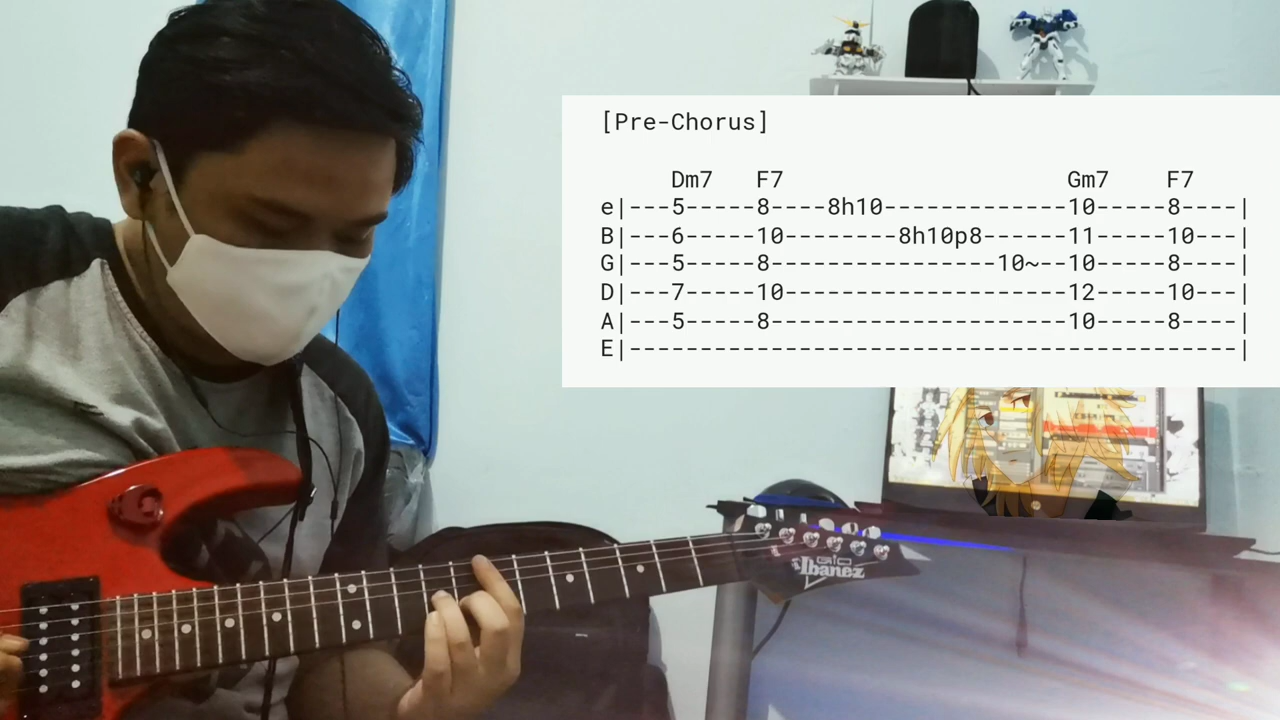 [Pre-Chorus]
Dm7 F7 Gm7 F7
e|---5-----8----8h10-------------10-----8----|
B|---6-----10--------8h10p8------11-----10---|
G|---5-----8----------------10~--10-----8----|
D|---7-----10--------------------12-----10---|
A|---5-----8---------------------10-----8----|
E|-------------------------------------------|
GIO
Ibanez